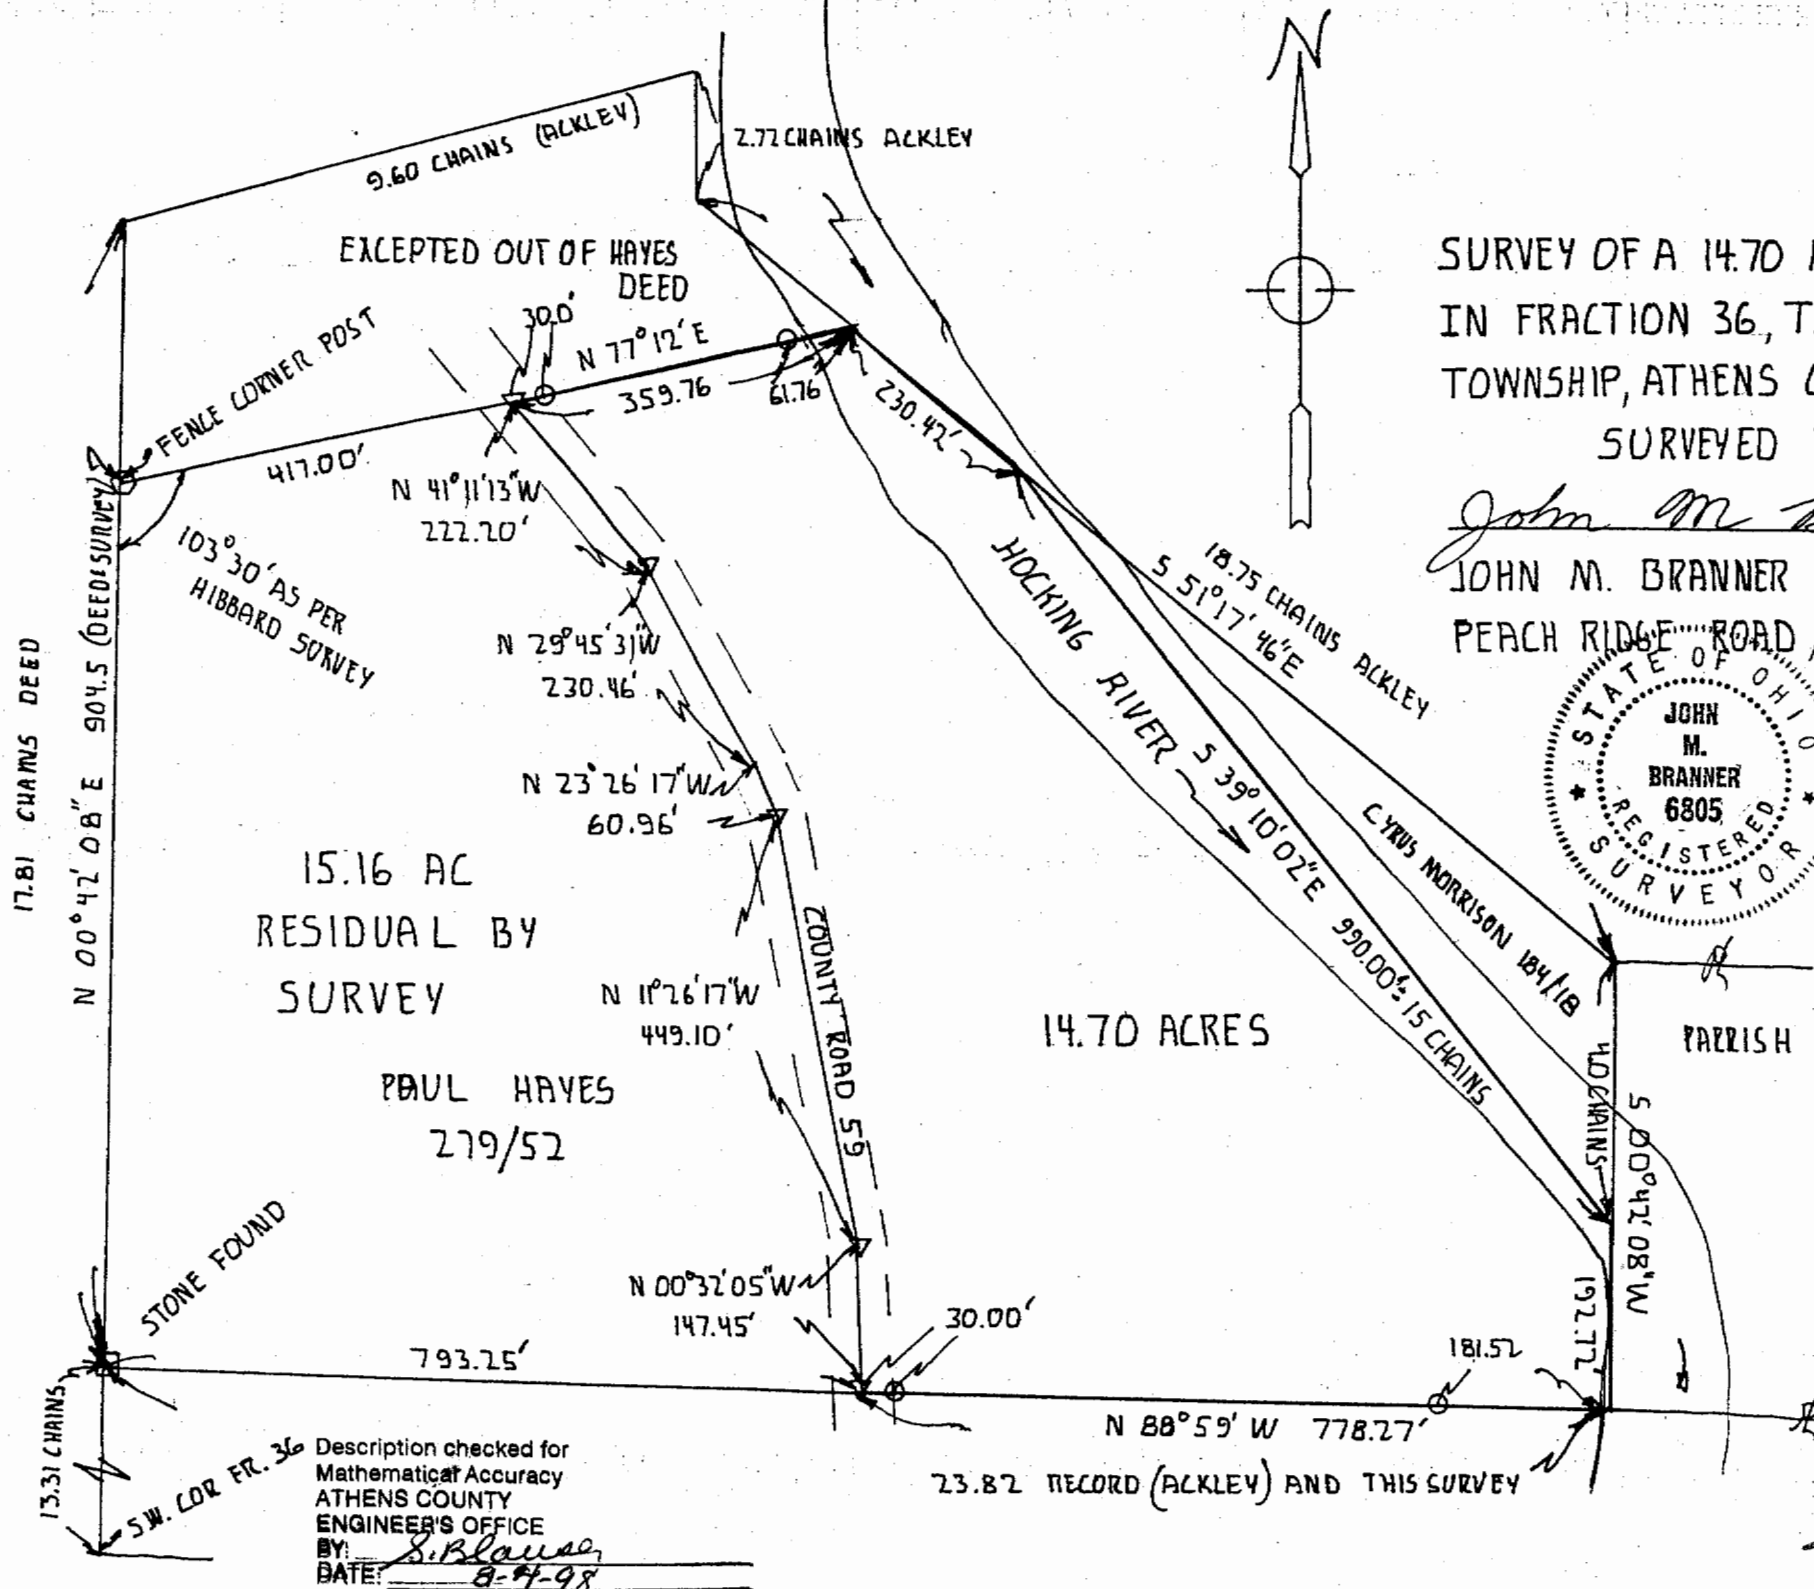 N
9.60 CHAINS (ACKLEY)
2.72 CHAINS ACKLEY
EXCEPTED OUT OF HAYES
DEED
30.0'
N 77°12'E
359.76
61.76
230.42'
FENCE CORNER POST
417.00'
N 41°11'13"W
222.20'
103°30' AS PER
HIBBARD SURVEY
N 29°45'31"W
230.46'
N 23°26'17"W
60.96'
17.81 CHAINS DEED
N 00°42'08"E 904.5 (DEED & SURVEY)
15.16 AC
RESIDUAL BY
SURVEY
N 11°26'17"W
449.10'
PAUL HAYES
279/52
COUNTY ROAD 59
14.70 ACRES
HOCKING RIVER
18.75 CHAINS ACKLEY
S 51°17'46"E
S 39°10'02"E 990.00'± 15 CHAINS
CYRUS MORRISON 184/18
PARRISH
4.0 CHAINS
S 00°42'08"W
192.72'
STONE FOUND
N 00°32'05"W
147.45'
30.00'
181.52
793.25'
N 88°59'W 778.27'
23.82 RECORD (ACKLEY) AND THIS SURVEY
13.31 CHAINS
S.W. COR FR. 36
Description checked for
Mathematical Accuracy
ATHENS COUNTY
ENGINEER'S OFFICE
BY: S. Blauser
DATE: 8-4-98
SURVEY OF A 14.70
IN FRACTION 36,
TOWNSHIP, ATHENS
SURVEYED
John M
JOHN M. BRANNER
PEACH RIDGE ROAD
STATE OF OHIO
JOHN
M.
BRANNER
6805
REGISTERED
SURVEYOR